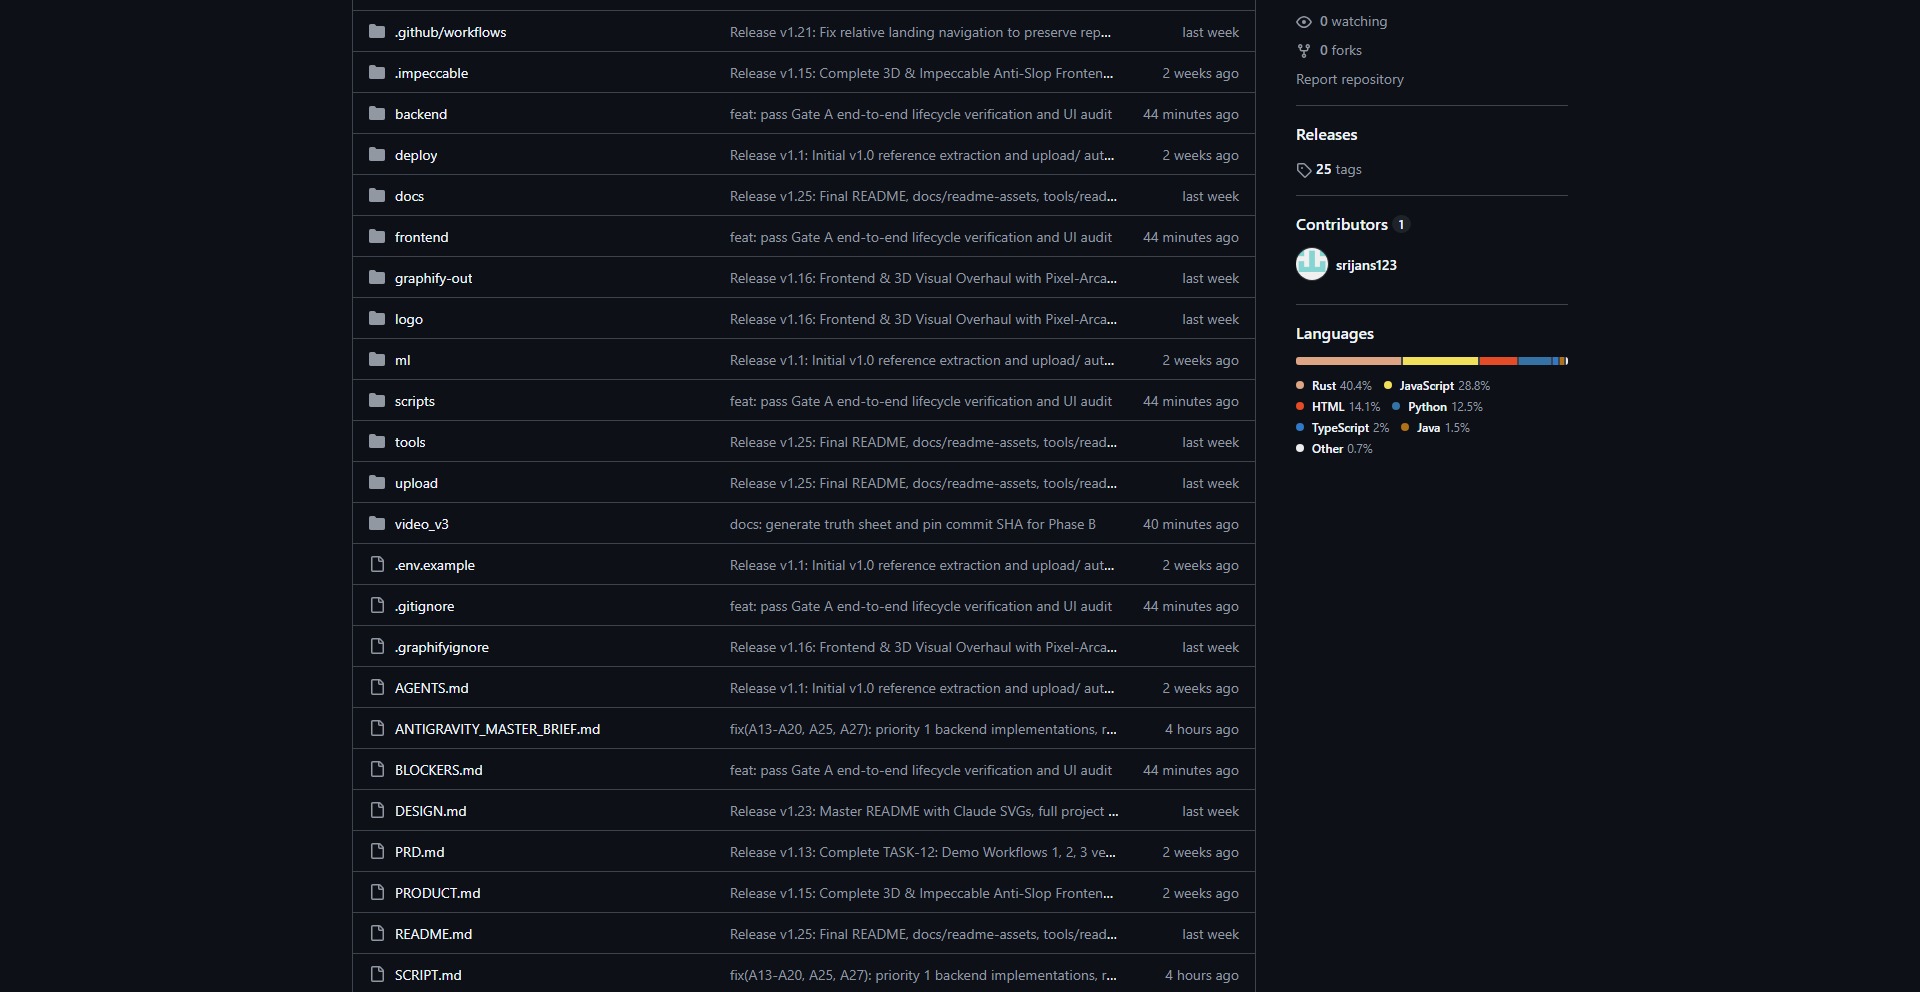 .github/workflows Release v1.21: Fix relative landing navigation to preserve rep... last week
.impeccable Release v1.15: Complete 3D & Impeccable Anti-Slop Fronten... 2 weeks ago
backend feat: pass Gate A end-to-end lifecycle verification and UI audit 44 minutes ago
deploy Release v1.1: Initial v1.0 reference extraction and upload/ aut... 2 weeks ago
docs Release v1.25: Final README, docs/readme-assets, tools/read... last week
frontend feat: pass Gate A end-to-end lifecycle verification and UI audit 44 minutes ago
graphify-out Release v1.16: Frontend & 3D Visual Overhaul with Pixel-Arca... last week
logo Release v1.16: Frontend & 3D Visual Overhaul with Pixel-Arca... last week
ml Release v1.1: Initial v1.0 reference extraction and upload/ aut... 2 weeks ago
scripts feat: pass Gate A end-to-end lifecycle verification and UI audit 44 minutes ago
tools Release v1.25: Final README, docs/readme-assets, tools/read... last week
upload Release v1.25: Final README, docs/readme-assets, tools/read... last week
video_v3 docs: generate truth sheet and pin commit SHA for Phase B 40 minutes ago
.env.example Release v1.1: Initial v1.0 reference extraction and upload/ aut... 2 weeks ago
.gitignore feat: pass Gate A end-to-end lifecycle verification and UI audit 44 minutes ago
.graphifyignore Release v1.16: Frontend & 3D Visual Overhaul with Pixel-Arca... last week
AGENTS.md Release v1.1: Initial v1.0 reference extraction and upload/ aut... 2 weeks ago
ANTIGRAVITY_MASTER_BRIEF.md fix(A13-A20, A25, A27): priority 1 backend implementations, r... 4 hours ago
BLOCKERS.md feat: pass Gate A end-to-end lifecycle verification and UI audit 44 minutes ago
DESIGN.md Release v1.23: Master README with Claude SVGs, full project ... last week
PRD.md Release v1.13: Complete TASK-12: Demo Workflows 1, 2, 3 ve... 2 weeks ago
PRODUCT.md Release v1.15: Complete 3D & Impeccable Anti-Slop Fronten... 2 weeks ago
README.md Release v1.25: Final README, docs/readme-assets, tools/read... last week
SCRIPT.md fix(A13-A20, A25, A27): priority 1 backend implementations, r... 4 hours ago
0 watching
0 forks
Report repository
Releases
25 tags
Contributors 1
srijans123
Languages
Rust 40.4% JavaScript 28.8%
HTML 14.1% Python 12.5%
TypeScript 2% Java 1.5%
Other 0.7%